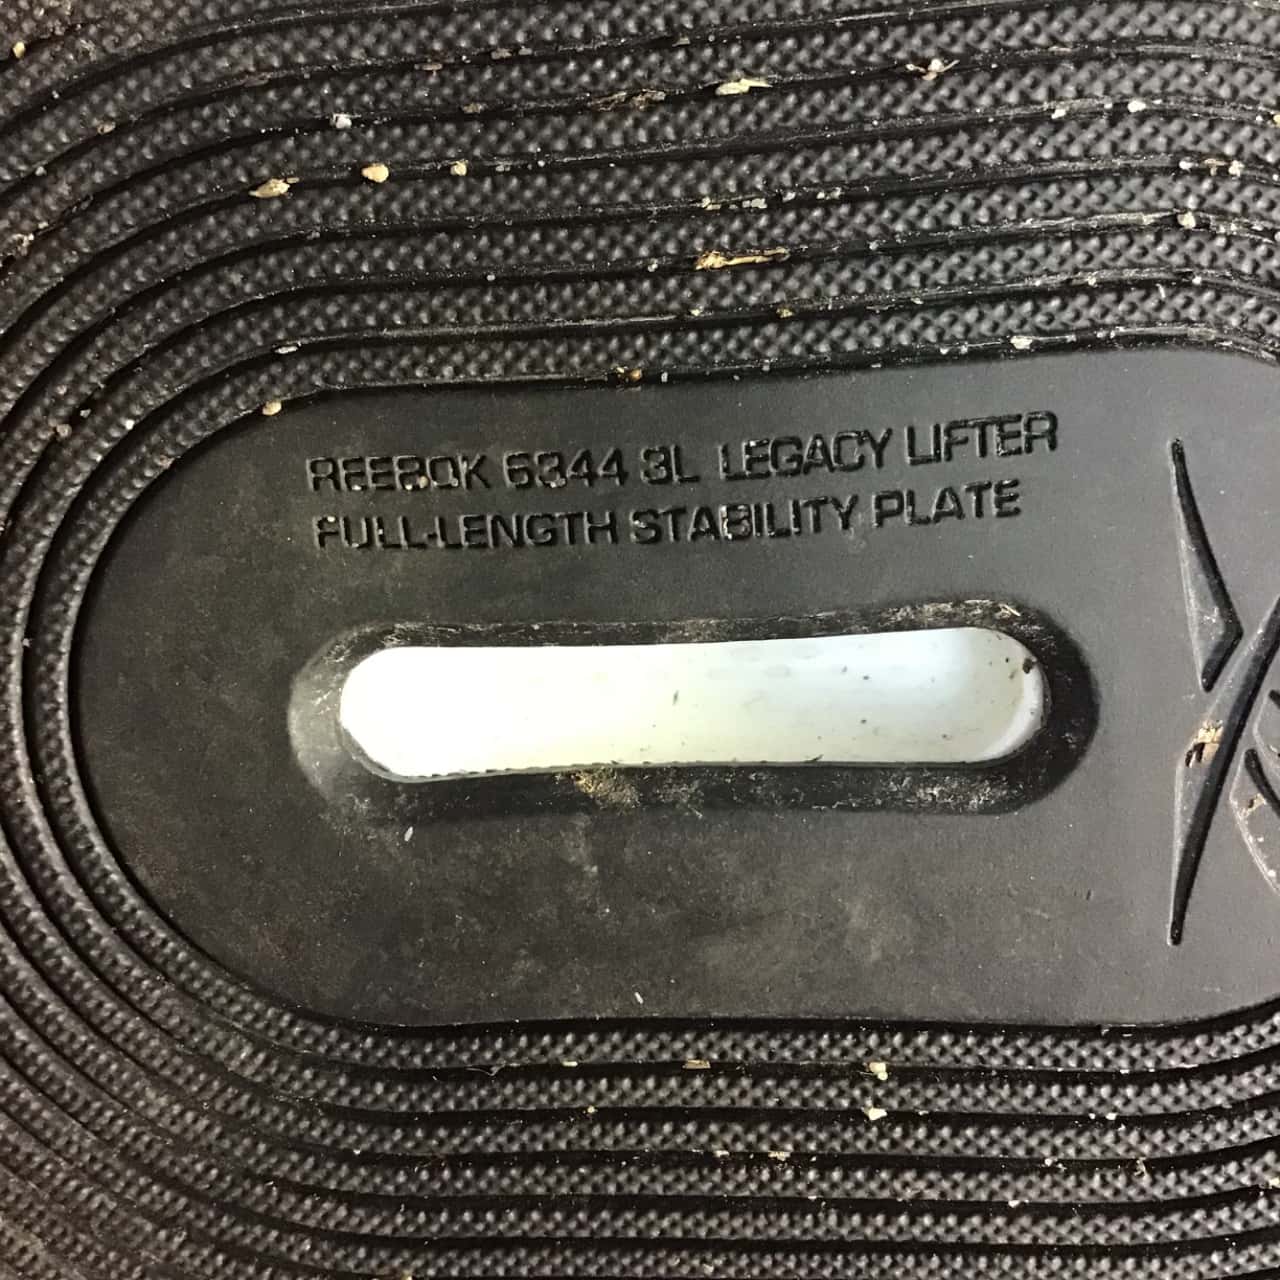 REEBOK 6344 3L LEGACY LIFTER
FULL-LENGTH STABILITY PLATE